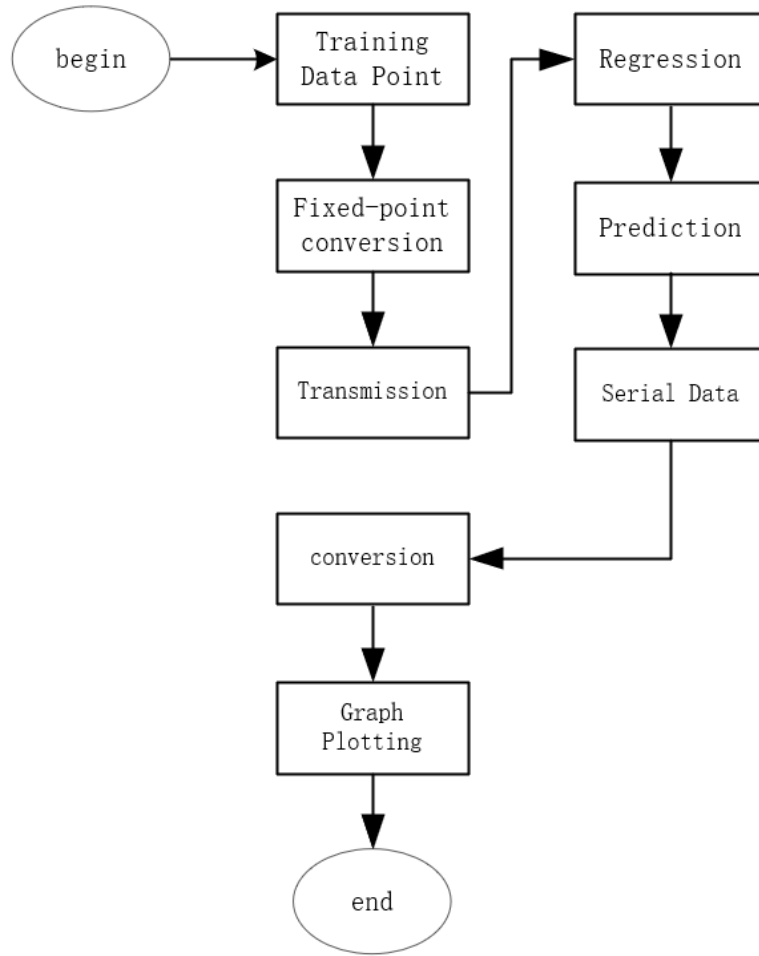 begin
Training
Data Point
Fixed-point
conversion
Transmission
Regression
Prediction
Serial Data
conversion
Graph
Plotting
end